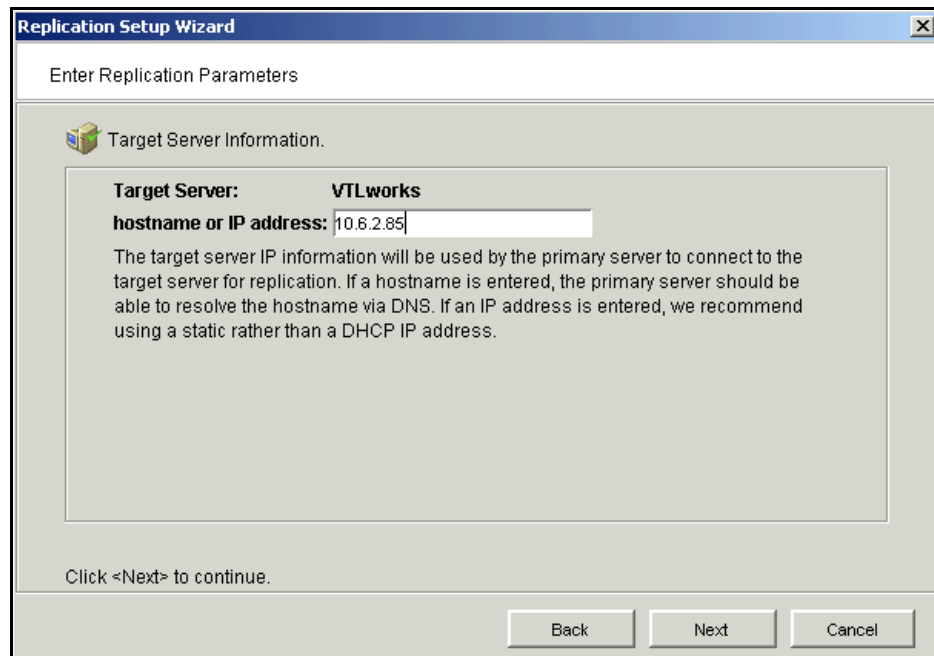 Replication Setup Wizard
Enter Replication Parameters
Target Server Information.
Target Server: VTLworks
hostname or IP address: 10.6.2.85
The target server IP information will be used by the primary server to connect to the
target server for replication. If a hostname is entered, the primary server should be
able to resolve the hostname via DNS. If an IP address is entered, we recommend
using a static rather than a DHCP IP address.
Click <Next> to continue.
Back Next Cancel